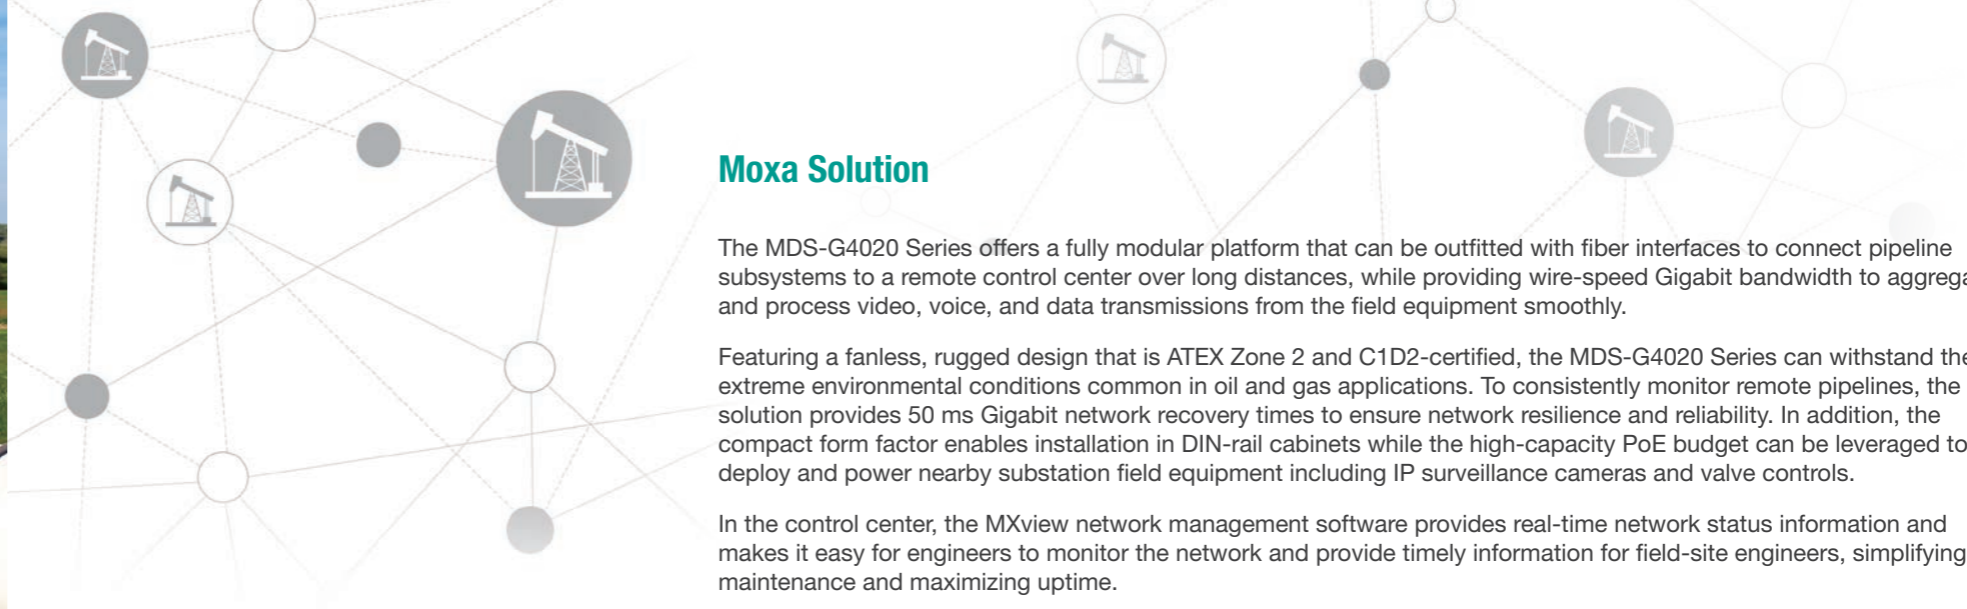 Moxa Solution
The MDS-G4020 Series offers a fully modular platform that can be outfitted with fiber interfaces to connect pipeline
subsystems to a remote control center over long distances, while providing wire-speed Gigabit bandwidth to aggrega
and process video, voice, and data transmissions from the field equipment smoothly.
Featuring a fanless, rugged design that is ATEX Zone 2 and C1D2-certified, the MDS-G4020 Series can withstand the
extreme environmental conditions common in oil and gas applications. To consistently monitor remote pipelines, the
solution provides 50 ms Gigabit network recovery times to ensure network resilience and reliability. In addition, the
compact form factor enables installation in DIN-rail cabinets while the high-capacity PoE budget can be leveraged to
deploy and power nearby substation field equipment including IP surveillance cameras and valve controls.
In the control center, the MXview network management software provides real-time network status information and
makes it easy for engineers to monitor the network and provide timely information for field-site engineers, simplifying
maintenance and maximizing uptime.